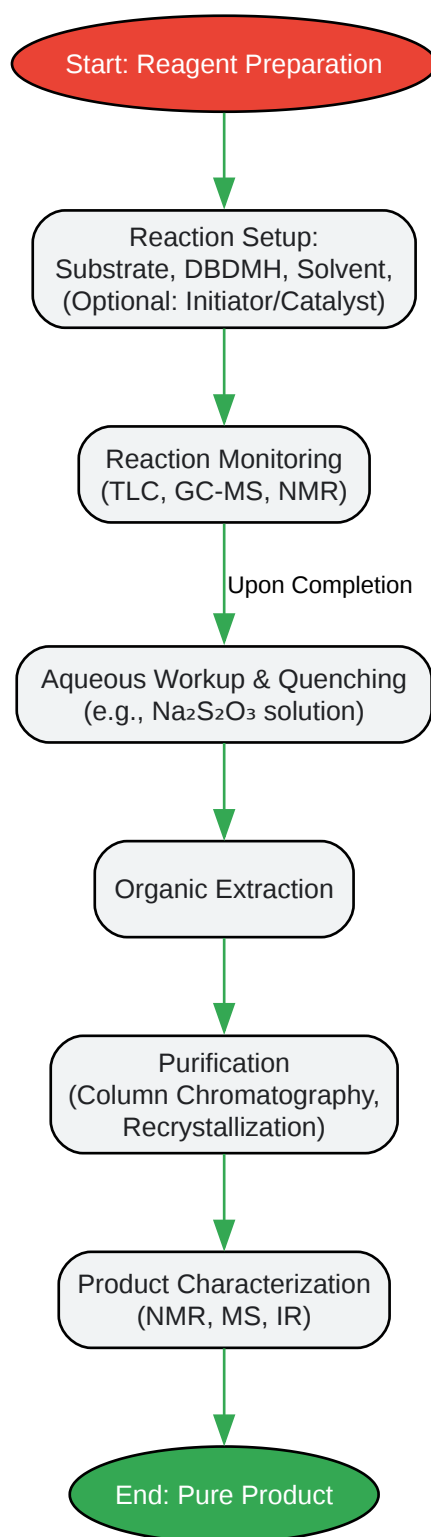 Start: Reagent Preparation
Reaction Setup:
Substrate, DBDMH, Solvent,
(Optional: Initiator/Catalyst)
Reaction Monitoring
(TLC, GC-MS, NMR)
Upon Completion
Aqueous Workup & Quenching
(e.g., Na₂S₂O₃ solution)
Organic Extraction
Purification
(Column Chromatography,
Recrystallization)
Product Characterization
(NMR, MS, IR)
End: Pure Product